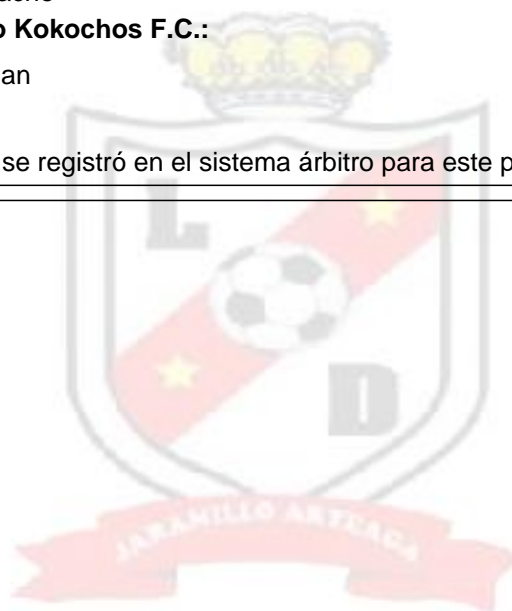 o Kokochos F.C.:
an
se registró en el sistema árbitro para este p
L
D
JARAMILLO ARTEAGA